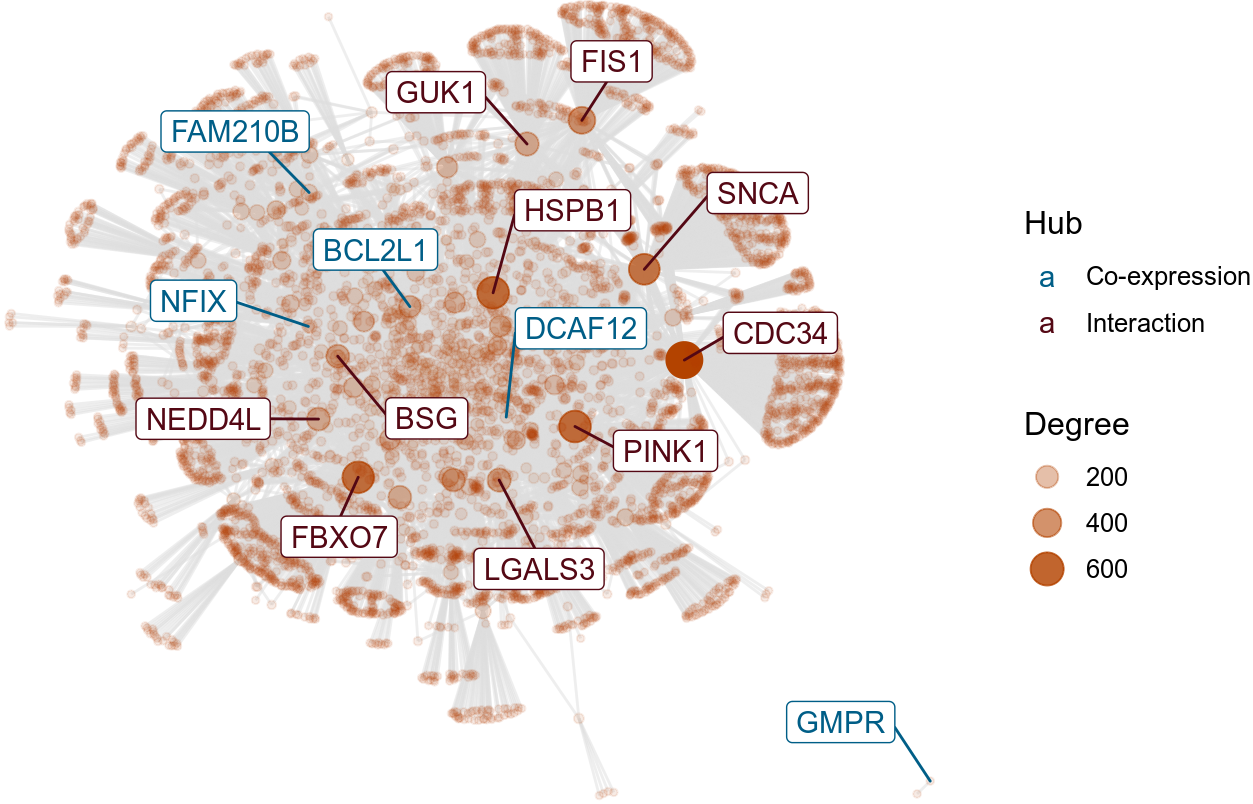 FIS1
GUK1
FAM210B
SNCA
HSPB1
BCL2L1
NFIX
DCAF12
CDC34
NEDD4L
BSG
PINK1
FBXO7
LGALS3
GMPR
Hub
a Co-expression
a Interaction
Degree
200
400
600